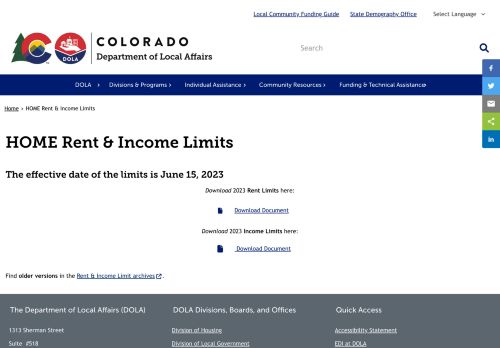 Local Community Funding Guide State Demography Office Select Language
COLORADO
Department of Local Affairs
DOLA
Search
DOLA Divisions & Programs Individual Assistance Community Resources Funding & Technical Assistance
Home > HOME Rent & Income Limits
HOME Rent & Income Limits
The effective date of the limits is June 15, 2023
Download 2023 Rent Limits here:
Download Document
Download 2023 Income Limits here:
Download Document
Find older versions in the Rent & Income Limit archives.
The Department of Local Affairs (DOLA) DOLA Divisions, Boards, and Offices Quick Access
1313 Sherman Street Division of Housing Accessibility Statement
Suite #518 Division of Local Government EDI at DOLA